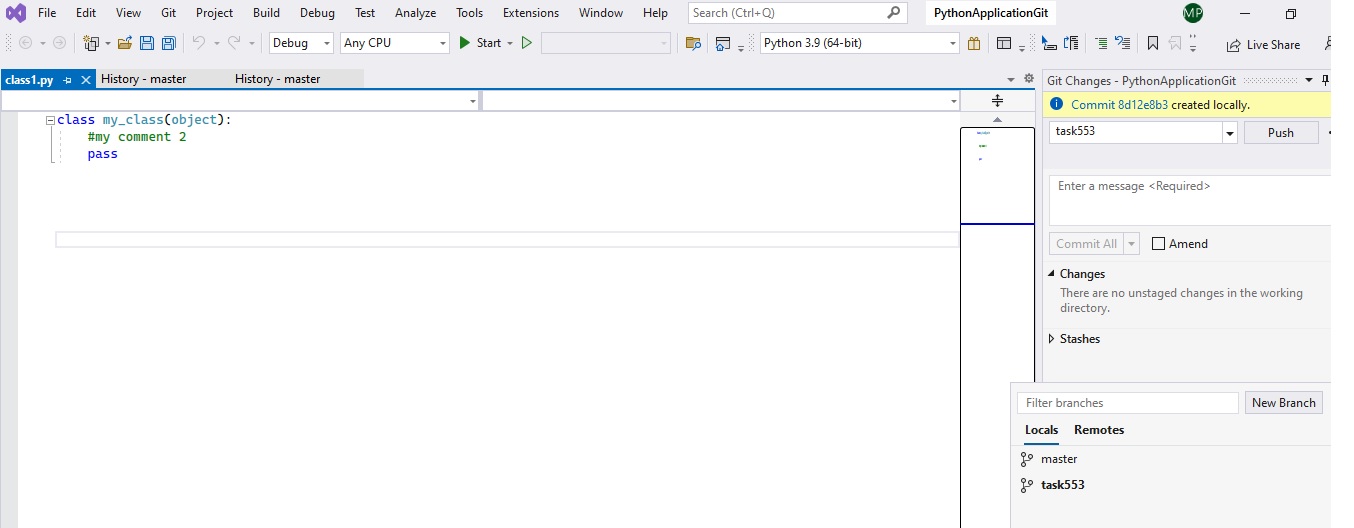 File Edit View Git Project Build Debug Test Analyze Tools Extensions Window Help Search (Ctrl+Q) PythonApplicationGit MP
Debug Any CPU Start Python 3.9 (64-bit) Live Share
class1.py History - master History - master
class my_class(object):
#my comment 2
pass
Git Changes - PythonApplicationGit
Commit 8d12e8b3 created locally.
task553 Push
Enter a message <Required>
Commit All Amend
Changes
There are no unstaged changes in the working
directory.
Stashes
Filter branches New Branch
Locals Remotes
master
task553